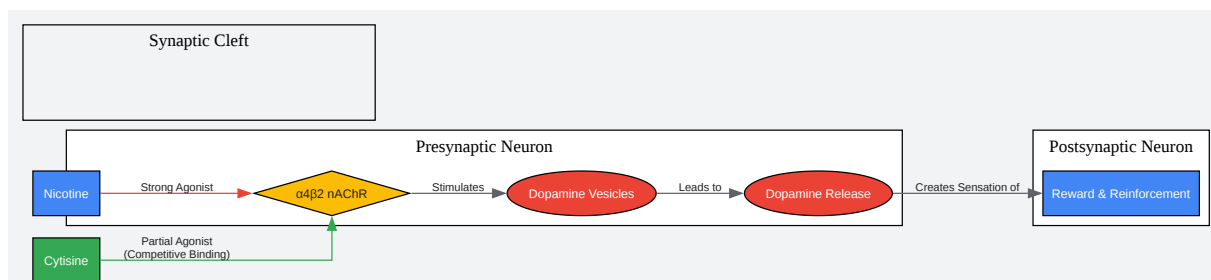 Synaptic Cleft
Presynaptic Neuron
Postsynaptic Neuron
Nicotine
Strong Agonist
α4β2 nAChR
Stimulates
Dopamine Vesicles
Leads to
Dopamine Release
Creates Sensation of
Reward & Reinforcement
Partial Agonist
(Competitive Binding)
Cytisine